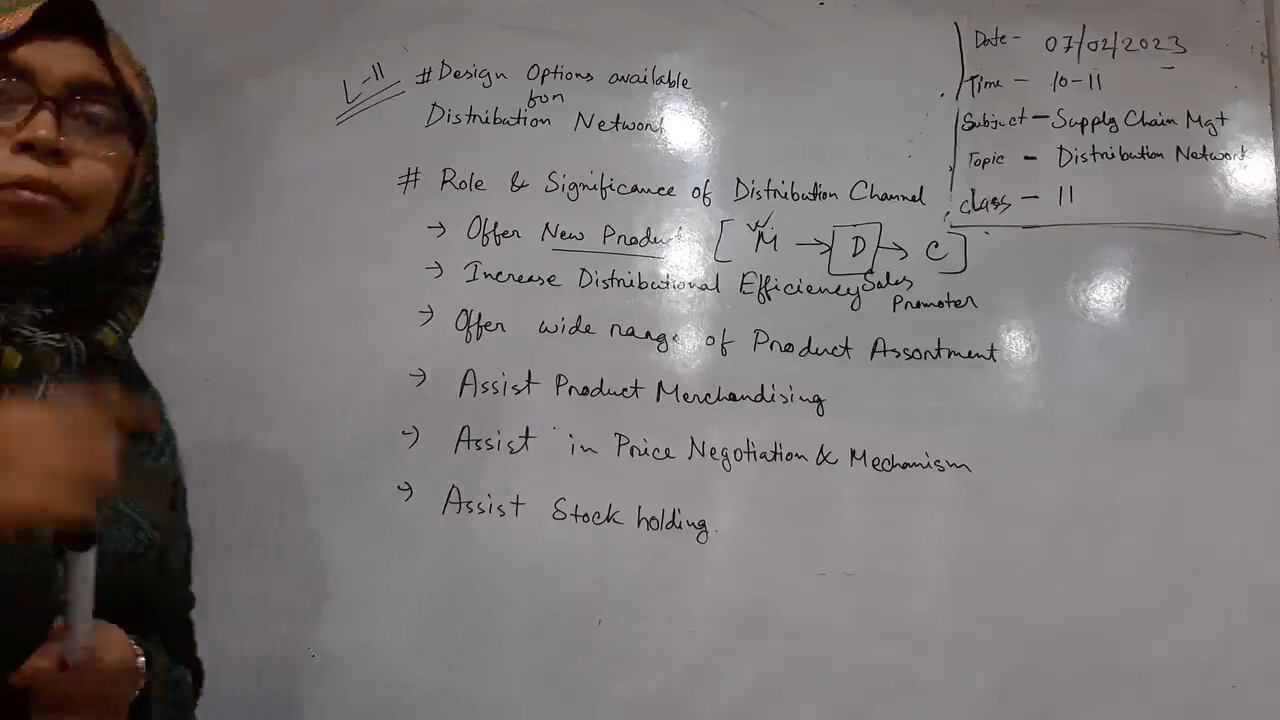 L-11 # Design Options available
for
Distribution Network
# Role & Significance of Distribution Channel
→ Offer New Product [ M → D → C ]
→ Increase Distributional Efficiency Sales
Promoter
→ Offer wide range of Product Assortment
→ Assist Product Merchandising
→ Assist in Price Negotiation & Mechanism
→ Assist Stock holding.
Date - 07/02/2023
Time - 10-11
Subject - Supply Chain Mgt
Topic - Distribution Network
Class - 11